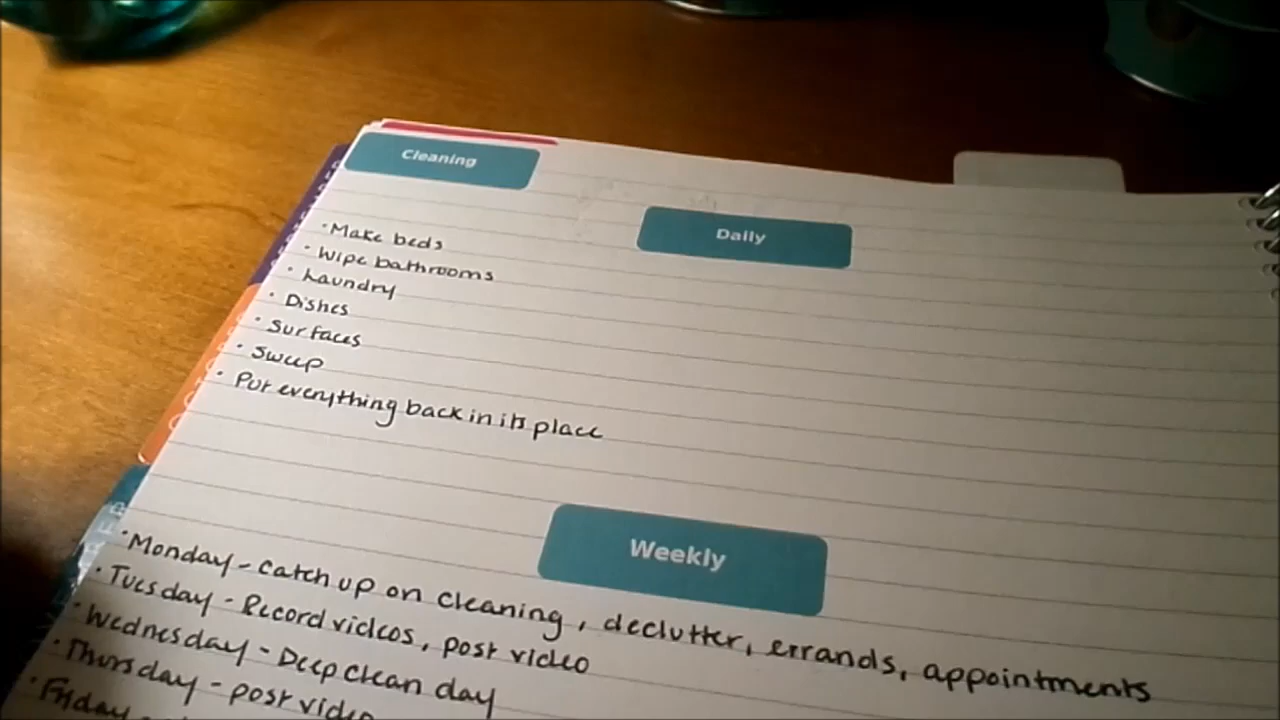 Cleaning
Daily
· Make beds
· Wipe bathrooms
· Laundry
· Dishes
· Surfaces
· Sweep
· Put everything back in its place
Weekly
· Monday - catch up on cleaning, declutter, errands, appointments
· Tuesday - Record videos, post video
· Wednesday - Deep clean day
· Thursday - post video
· Friday -